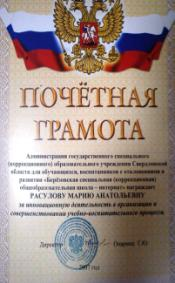 ПОЧЁТНАЯ
ГРАМОТА
Администрация государственного специального
(коррекционного) образовательного учреждения Свердловской
области для обучающихся, воспитанников с отклонениями в
развитии «Берёзовская специальная (коррекционная)
общеобразовательная школа – интернат» награждает
РАСУЛОВУ МАРИЮ АНАТОЛЬЕВНУ
за инновационную деятельность в организации и
совершенствовании учебно-воспитательного процесса.
Директор